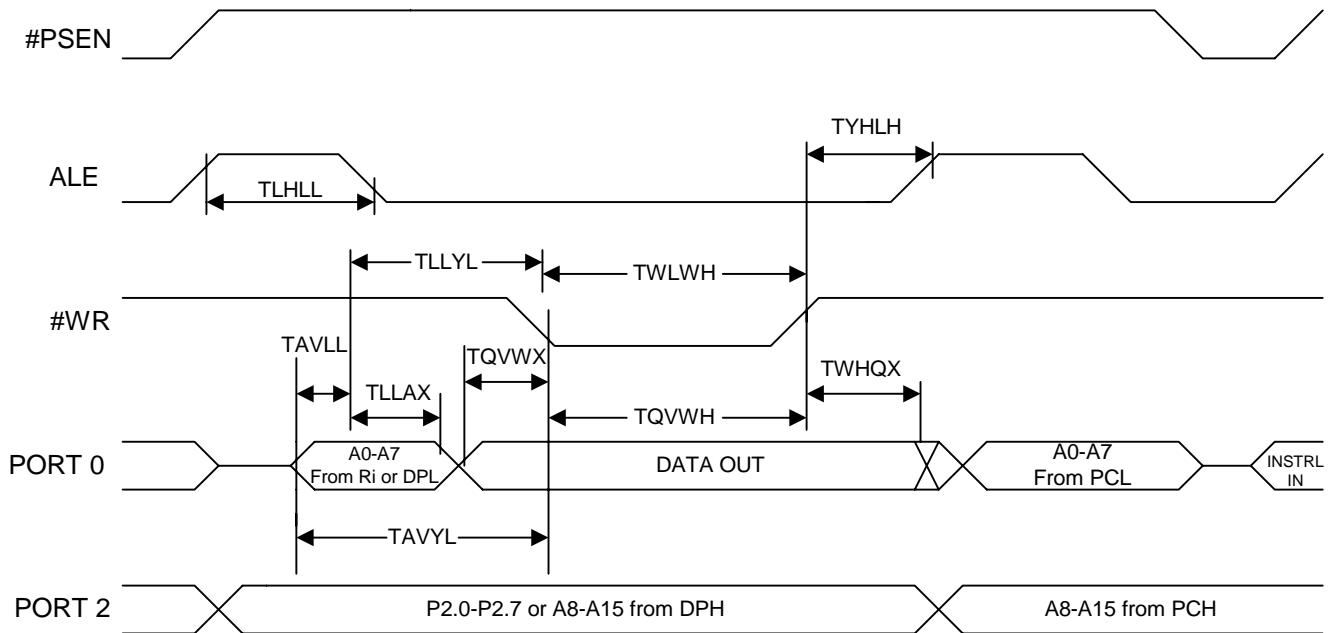 #PSEN
TYHLH
ALE
TLHLL
TLLYL
TWLWH
#WR
TAVLL
TQVWX
TWHQX
TLLAX
TQVWH
PORT 0
A0-A7
From Ri or DPL
DATA OUT
A0-A7
From PCL
INSTRL
IN
TAVYL
PORT 2
P2.0-P2.7 or A8-A15 from DPH
A8-A15 from PCH